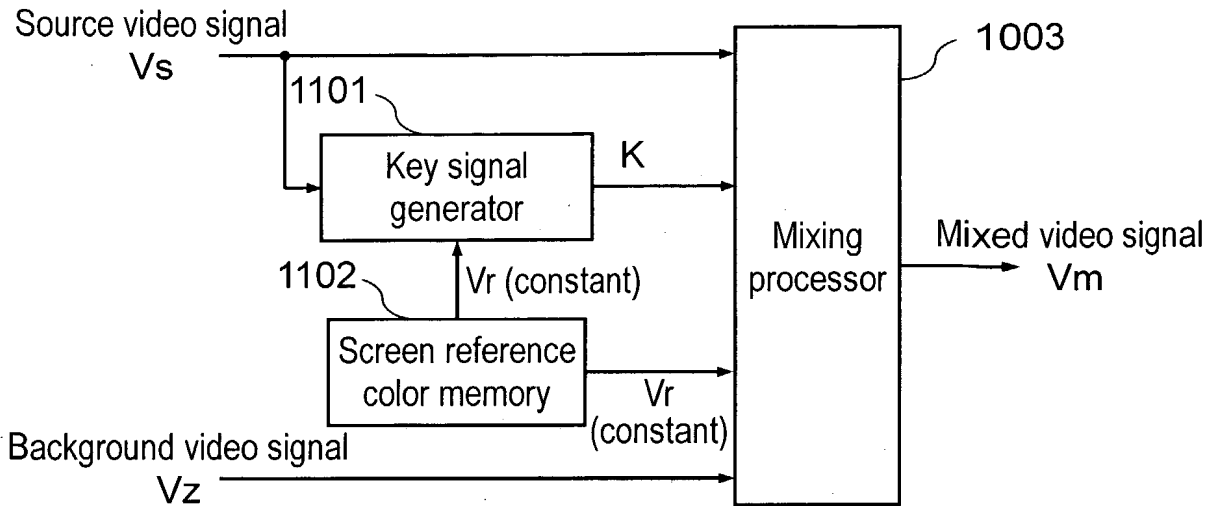 Source video signal
Vs
1003
1101
Key signal
generator
K
Mixing
processor
Mixed video signal
Vm
1102
Vr (constant)
Screen reference
color memory
Vr
(constant)
Background video signal
Vz